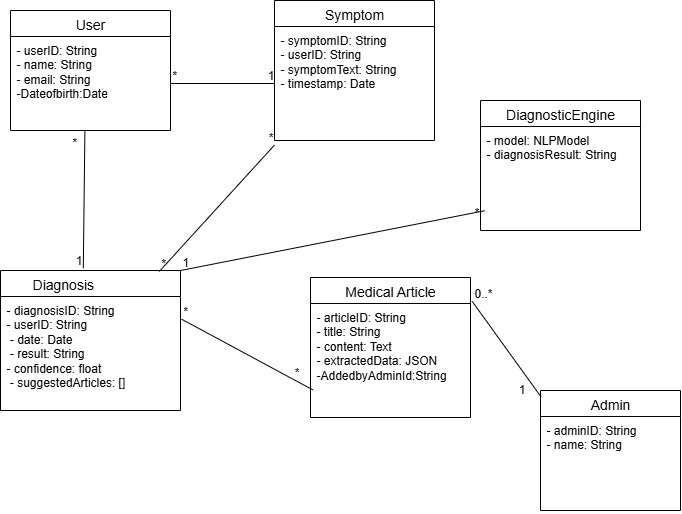 User
- userID: String
- name: String
- email: String
-Dateofbirth:Date
Symptom
- symptomID: String
- userID: String
- symptomText: String
- timestamp: Date
*
1
*
1
*
*
DiagnosticEngine
- model: NLPModel
- diagnosisResult: String
1
*
Diagnosis
- diagnosisID: String
- userID: String
- date: Date
- result: String
- confidence: float
- suggestedArticles: []
*
*
Medical Article
- articleID: String
- title: String
- content: Text
- extractedData: JSON
-AddedbyAdminId:String
0..*
1
Admin
- adminID: String
- name: String